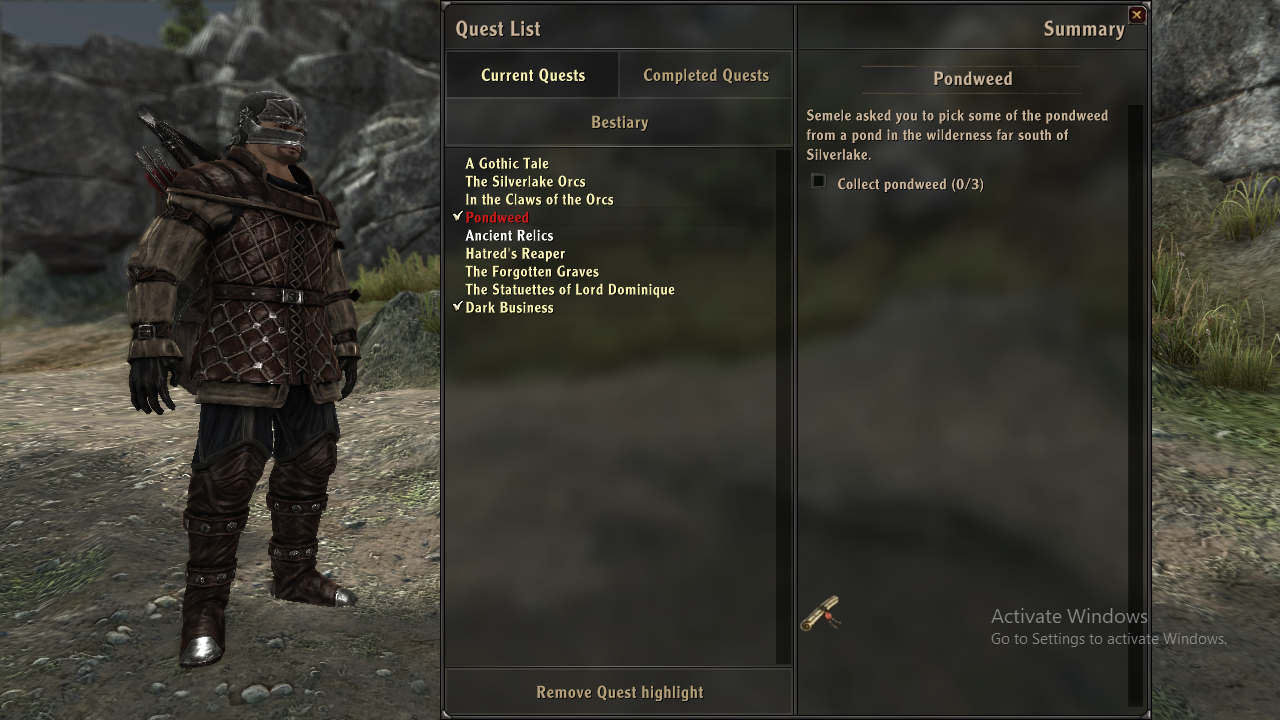 Quest List
Summary
Current Quests
Completed Quests
Bestiary
A Gothic Tale
The Silverlake Orcs
In the Claws of the Orcs
Pondweed
Ancient Relics
Hatred's Reaper
The Forgotten Graves
The Statuettes of Lord Dominique
Dark Business
Remove Quest highlight
Pondweed
Semele asked you to pick some of the pondweed
from a pond in the wilderness far south of
Silverlake.
Collect pondweed (0/3)
Activate Windows
Go to Settings to activate Windows.